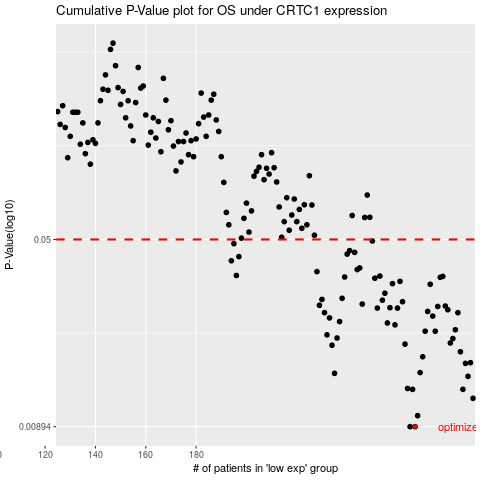 Cumulative P-Value plot for OS under CRTC1 expression
P-Value(log10)
0.05
0.00894
optimize
0
120
140
160
180
# of patients in 'low exp' group